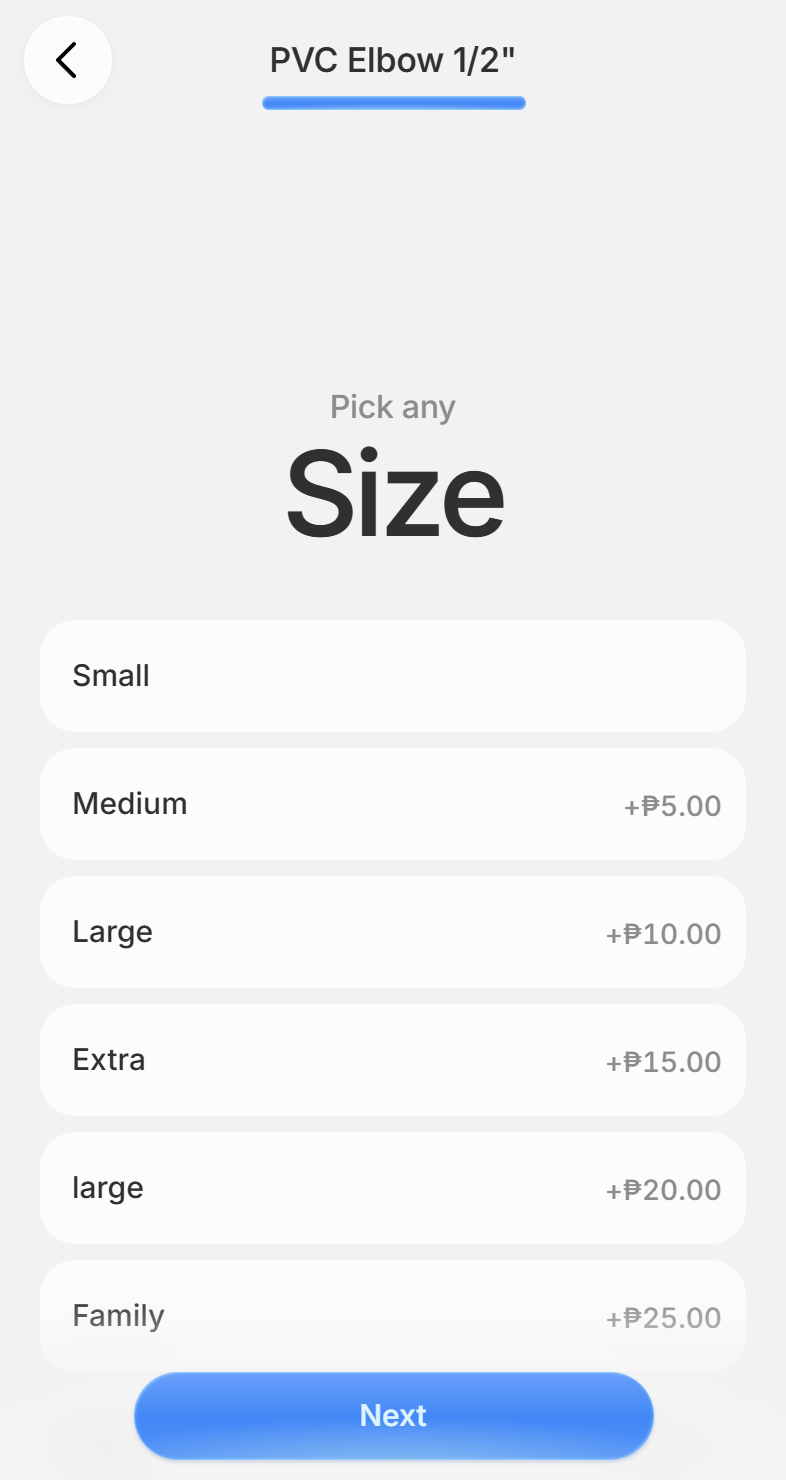 PVC Elbow 1/2"
Pick any
Size
Small
Medium +₱5.00
Large +₱10.00
Extra +₱15.00
large +₱20.00
Family +₱25.00
Next